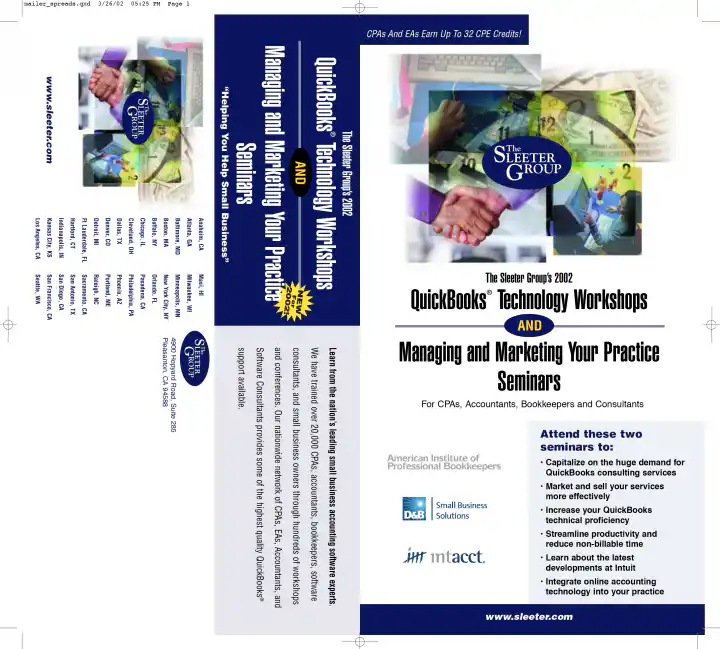 mailer_spreads.qxd  3/26/02  05:25 PM  Page 1
CPAs And EAs Earn Up To 32 CPE Credits!
The
SLEETER
GROUP
The Sleeter Group's 2002
QuickBooks® Technology Workshops
AND
Managing and Marketing Your Practice
Seminars
For CPAs, Accountants, Bookkeepers and Consultants
American Institute of
Professional Bookkeepers
D&B
Small Business
Solutions
intacct.
Attend these two
seminars to:
• Capitalize on the huge demand for
QuickBooks consulting services
• Market and sell your services
more effectively
• Increase your QuickBooks
technical proficiency
• Streamline productivity and
reduce non-billable time
• Learn about the latest
developments at Intuit
• Integrate online accounting
technology into your practice
www.sleeter.com
The Sleeter Group's 2002
QuickBooks® Technology Workshops
AND
Managing and Marketing Your Practice
Seminars
"Helping You Help Small Business"
New
For
2002!
Learn from the nation's leading small business accounting software experts.
We have trained over 20,000 CPAs, accountants, bookkeepers, software
consultants, and small business owners through hundreds of workshops
and conferences. Our nationwide network of CPAs, EAs, Accountants, and
Software Consultants provides some of the highest quality QuickBooks®
support available.
The
SLEETER
GROUP
www.sleeter.com
Anaheim, CA
Atlanta, GA
Baltimore, MD
Boston, MA
Buffalo, NY
Chicago, IL
Cleveland, OH
Dallas, TX
Denver, CO
Detroit, MI
Ft Lauderdale, FL
Hartford, CT
Indianapolis, IN
Kansas City, KS
Los Angeles, CA
Maui, HI
Milwaukee, WI
Minneapolis, MN
New York City, NY
Orlando, FL
Pasadena, CA
Philadelphia, PA
Phoenix, AZ
Portland, ME
Raleigh, NC
Sacramento, CA
San Antonio, TX
San Diego, CA
San Francisco, CA
Seattle, WA
The
SLEETER
GROUP
4900 Hopyard Road, Suite 285
Pleasanton, CA 94588